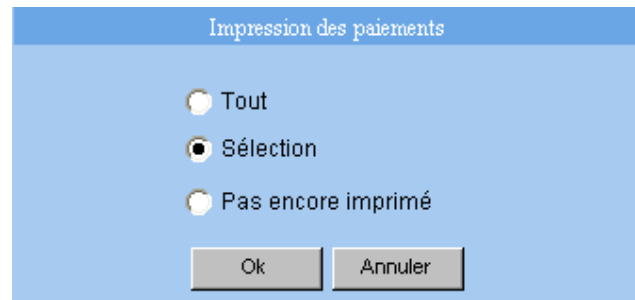 Impression des paiements
Tout
Sélection
Pas encore imprimé
Ok Annuler